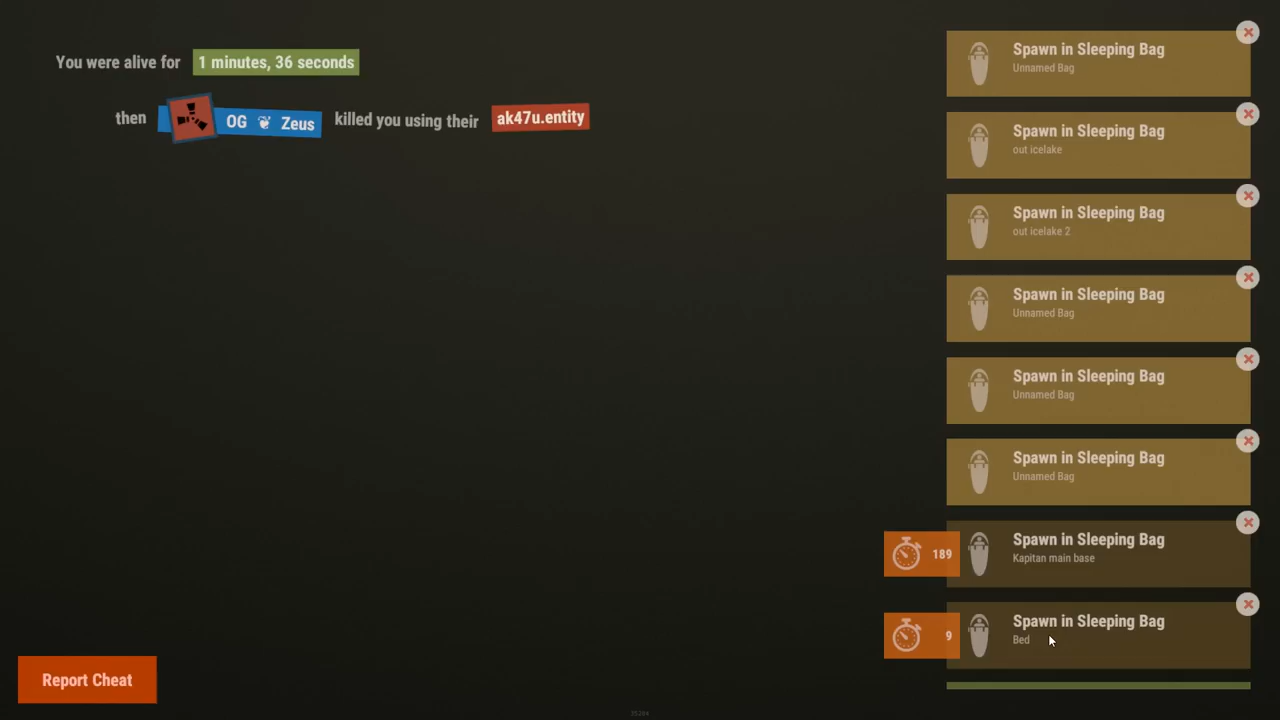 You were alive for 1 minutes, 36 seconds
then OG ❦ Zeus killed you using their ak47u.entity
Spawn in Sleeping Bag
Unnamed Bag
Spawn in Sleeping Bag
out icelake
Spawn in Sleeping Bag
out icelake 2
Spawn in Sleeping Bag
Unnamed Bag
Spawn in Sleeping Bag
Unnamed Bag
Spawn in Sleeping Bag
Unnamed Bag
189
Spawn in Sleeping Bag
Kapitan main base
9
Spawn in Sleeping Bag
Bed
Report Cheat